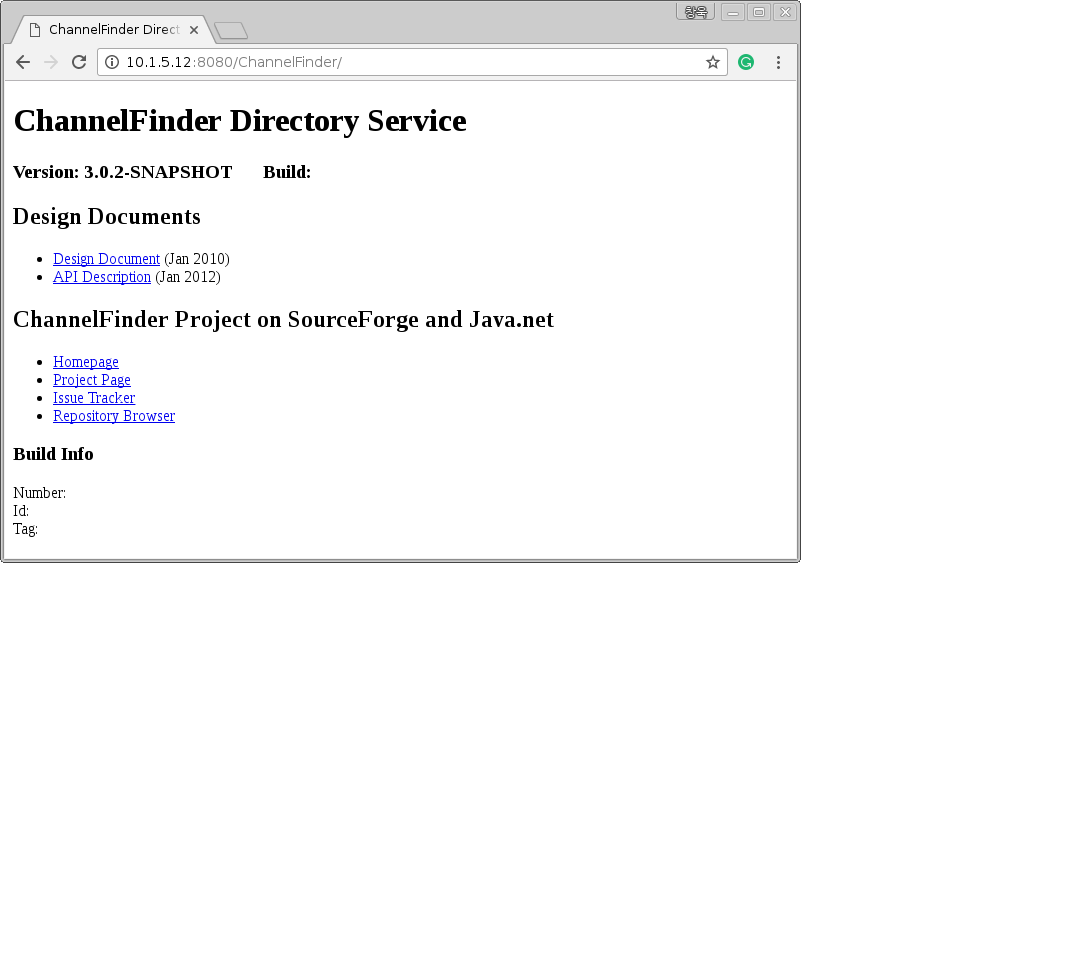 창욱
ChannelFinder Direct
10.1.5.12:8080/ChannelFinder/
ChannelFinder Directory Service
Version: 3.0.2-SNAPSHOT Build:
Design Documents
Design Document (Jan 2010)
API Description (Jan 2012)
ChannelFinder Project on SourceForge and Java.net
Homepage
Project Page
Issue Tracker
Repository Browser
Build Info
Number:
Id:
Tag: